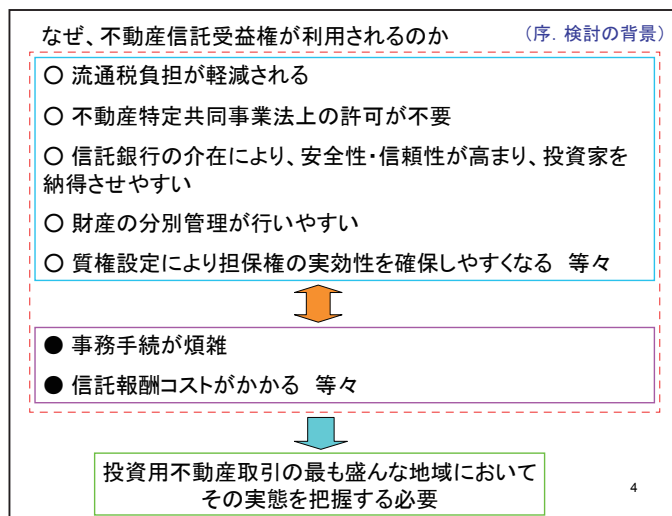 なぜ、不動産信託受益権が利用されるのか
（序. 検討の背景）
〇 流通税負担が軽減される
〇 不動産特定共同事業法上の許可が不要
〇 信託銀行の介在により、安全性・信頼性が高まり、投資家を
納得させやすい
〇 財産の分別管理が行いやすい
〇 質権設定により担保権の実効性を確保しやすくなる　等々
● 事務手続が煩雑
● 信託報酬コストがかかる　等々
投資用不動産取引の最も盛んな地域において
その実態を把握する必要
4